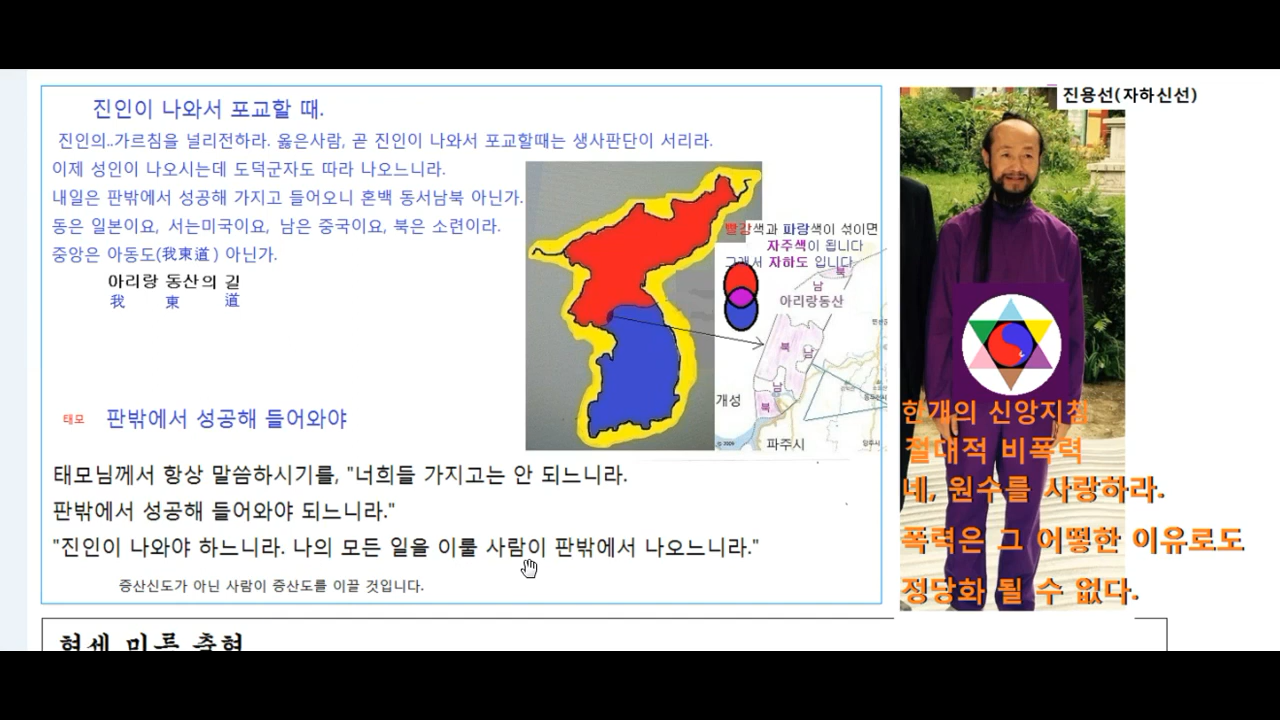 진인이 나와서 포교할 때.
진인의..가르침을 널리전하라. 옳은사람, 곧 진인이 나와서 포교할때는 생사판단이 서리라.
이제 성인이 나오시는데 도덕군자도 따라 나오느니라.
내일은 판밖에서 성공해 가지고 들어오니 혼백 동서남북 아닌가.
동은 일본이요, 서는미국이요, 남은 중국이요, 북은 소련이라.
중앙은 아동도(我東道) 아닌가.
아리랑 동산의 길
我 東 道
빨강색과 파랑색이 섞이면
자주색이 됩니다
그래서 자하도 입니다
북
남
아리랑동산
북
남
남
북
개성
파주시
태모 판밖에서 성공해 들어와야
태모님께서 항상 말씀하시기를, "너희들 가지고는 안 되느니라.
판밖에서 성공해 들어와야 되느니라."
"진인이 나와야 하느니라. 나의 모든 일을 이룰 사람이 판밖에서 나오느니라."
증산신도가 아닌 사람이 증산도를 이끌 것입니다.
진용선(자하신선)
한개의 신앙지침
절대적 비폭력
네, 원수를 사랑하라.
폭력은 그 어떻한 이유로도
정당화 될 수 없다.
현세 미륵 출현